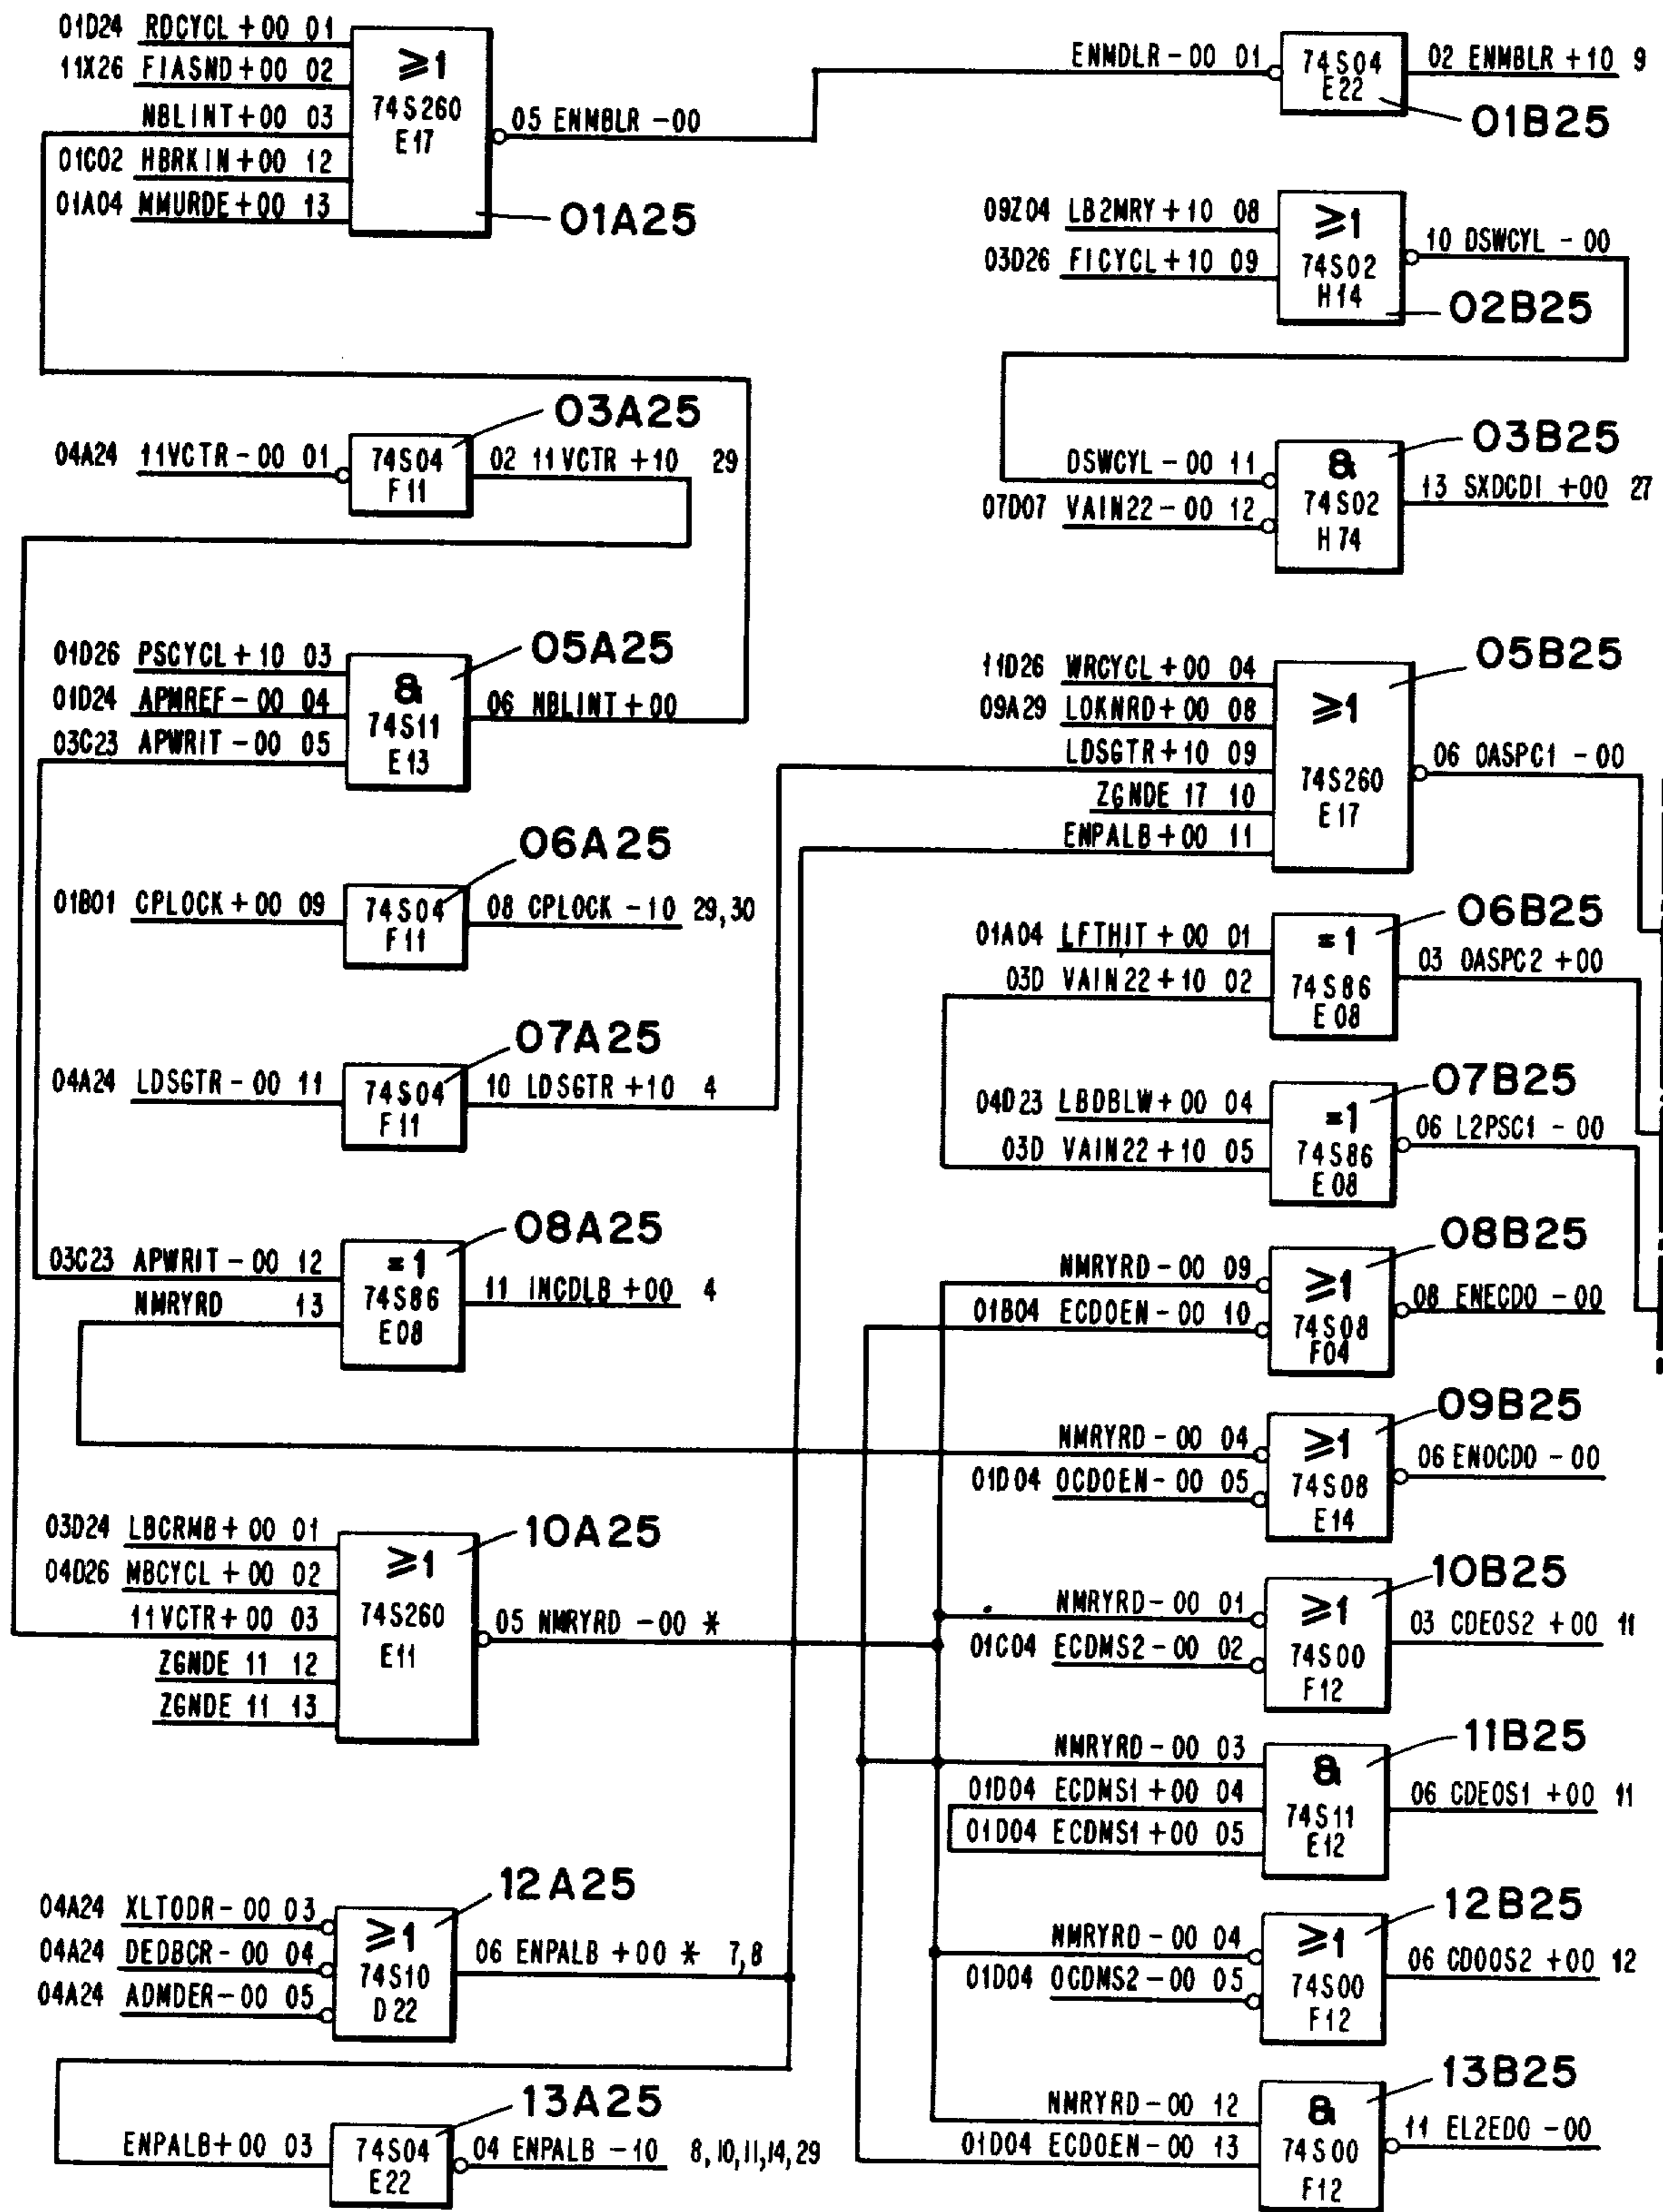 01D24 RDCYCL +00 01
11X26 FIASND +00 02
NBLINT +00 03
01C02 HBRKIN +00 12
01A04 MMURDE +00 13
≥1
74S260
E17
05 ENMBLR -00
01A25
ENMDLR -00 01
74S04
E22
02 ENMBLR +10 9
01B25
09Z04 LB2MRY +10 08
03D26 FICYCL +10 09
≥1
74S02
H14
10 DSWCYL -00
02B25
03A25
04A24 11VCTR -00 01
74S04
F11
02 11VCTR +10 29
03B25
DSWCYL -00 11
07D07 VAIN22 -00 12
&
74S02
H74
13 SXDCDI +00 27
05A25
01D26 PSCYCL +10 03
01D24 APMREF -00 04
03C23 APWRIT -00 05
&
74S11
E13
06 NBLINT +00
05B25
11D26 WRCYCL +00 04
09A29 LOKNRD +00 08
LDSGTR +10 09
ZGNDE 17 10
ENPALB +00 11
≥1
74S260
E17
06 OASPC1 -00
06A25
01B01 CPLOCK +00 09
74S04
F11
08 CPLOCK -10 29,30
06B25
01A04 LFTHIT +00 01
03D VAIN22 +10 02
=1
74S86
E08
03 OASPC2 +00
07A25
04A24 LDSGTR -00 11
74S04
F11
10 LDSGTR +10 4
07B25
04D23 LBDBLW +00 04
03D VAIN22 +10 05
=1
74S86
E08
06 L2PSC1 -00
08A25
03C23 APWRIT -00 12
NMRYRD 13
=1
74S86
E08
11 INCDLB +00 4
08B25
NMRYRD -00 09
01B04 ECDOEN -00 10
≥1
74S08
F04
08 ENECDO -00
09B25
NMRYRD -00 04
01D04 OCDOEN -00 05
≥1
74S08
E14
06 ENOCDO -00
10A25
03D24 LBCRMB +00 01
04D26 MBCYCL +00 02
11VCTR +00 03
ZGNDE 11 12
ZGNDE 11 13
≥1
74S260
E11
05 NMRYRD -00 *
10B25
NMRYRD -00 01
01C04 ECDMS2 -00 02
≥1
74S00
F12
03 CDEOS2 +00 11
11B25
NMRYRD -00 03
01D04 ECDMS1 +00 04
01D04 ECDMS1 +00 05
&
74S11
E12
06 CDEOS1 +00 11
12A25
04A24 XLTODR -00 03
04A24 DEDBCR -00 04
04A24 ADMDER -00 05
≥1
74S10
D22
06 ENPALB +00 * 7,8
12B25
NMRYRD -00 04
01D04 OCDMS2 -00 05
≥1
74S00
F12
06 CDOOS2 +00 12
13A25
ENPALB +00 03
74S04
E22
04 ENPALB -10 8,10,11,14,29
13B25
NMRYRD -00 12
01D04 ECDOEN -00 13
&
74S00
F12
11 EL2EDO -00